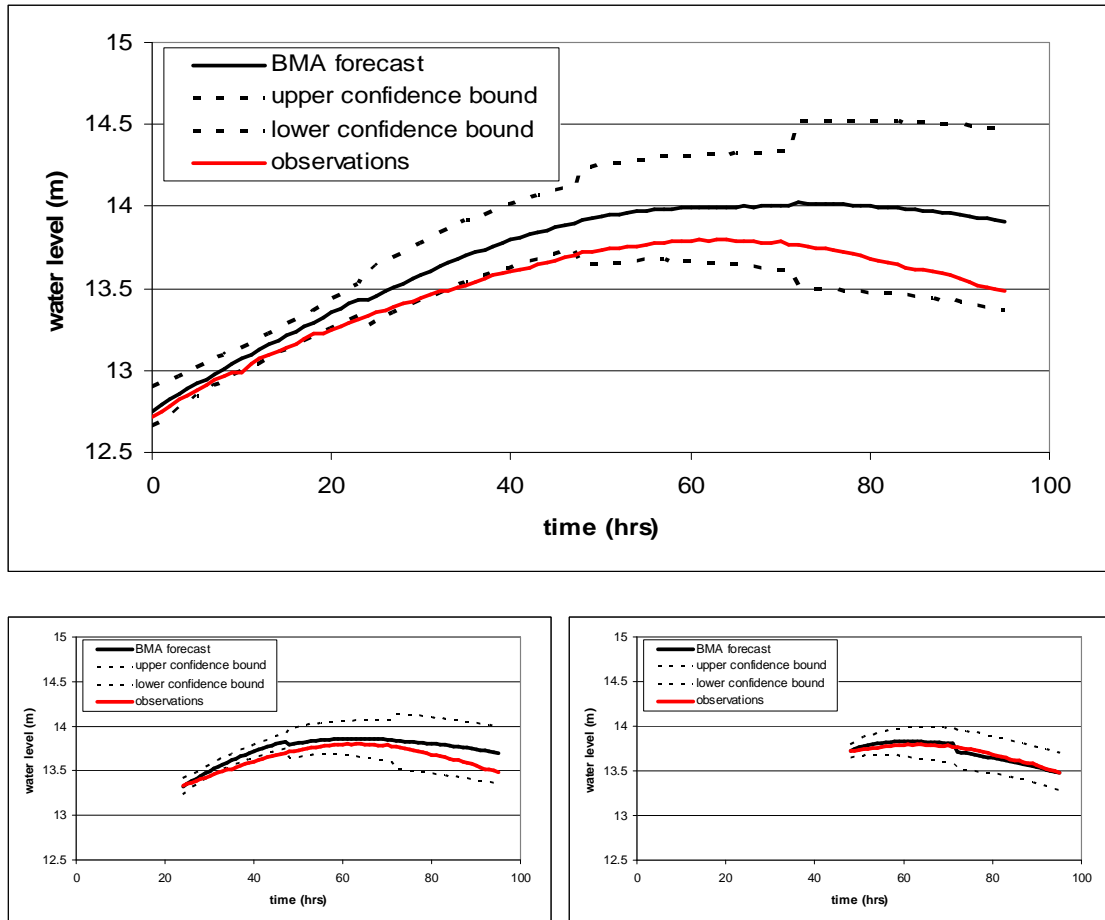 15
14.5
14
13.5
13
12.5
water level (m)
BMA forecast
upper confidence bound
lower confidence bound
observations
0 20 40 60 80 100
time (hrs)
15
14.5
14
13.5
13
12.5
water level (m)
BMA forecast
upper confidence bound
lower confidence bound
observations
0 20 40 60 80 100
time (hrs)
15
14.5
14
13.5
13
12.5
water level (m)
BMA forecast
upper confidence bound
lower confidence bound
observations
0 20 40 60 80 100
time (hrs)